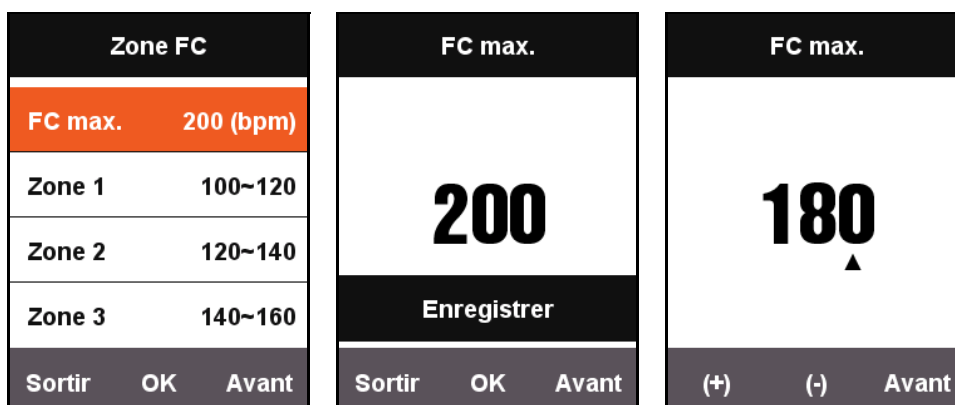 Zone FC
FC max. 200 (bpm)
Zone 1 100~120
Zone 2 120~140
Zone 3 140~160
Sortir OK Avant
FC max.
200
Enregistrer
Sortir OK Avant
FC max.
180
▲
(+) (-) Avant